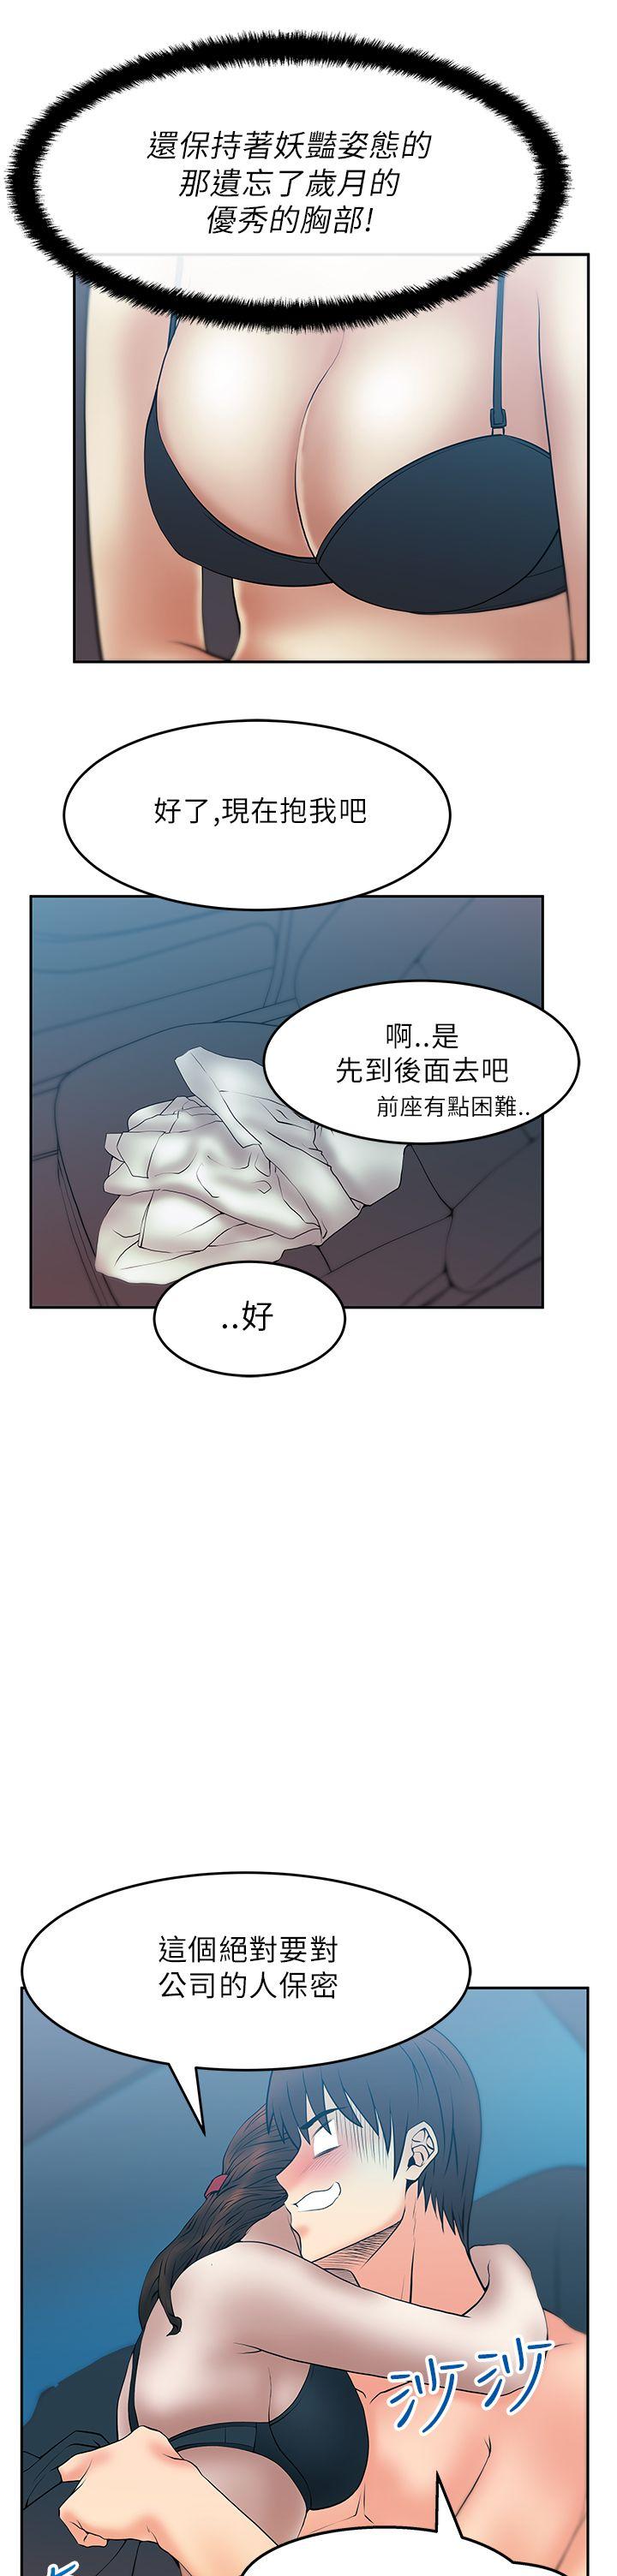 還保持著妖豔姿態的
那遺忘了歲月的
優秀的胸部!
好了,現在抱我吧
啊..是
先到後面去吧
前座有點困難..
..好
這個絕對要對
公司的人保密
沙沙